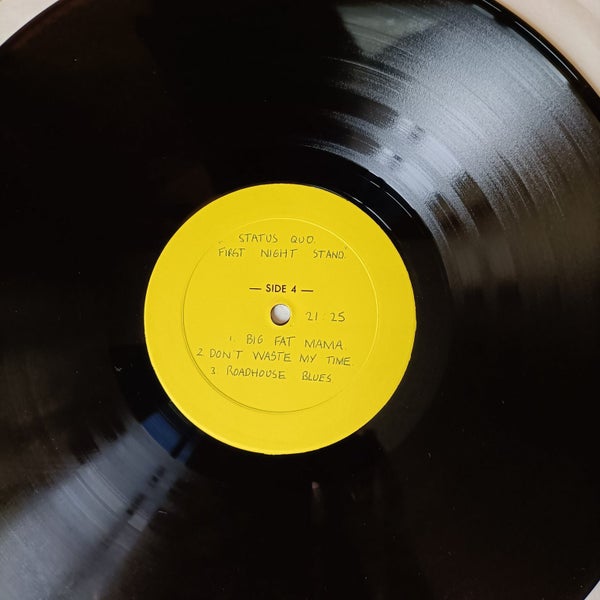 STATUS QUO.
"FIRST NIGHT STAND."
— SIDE 4 —
21:25
1. BIG FAT MAMA.
2 DON'T WASTE MY TIME.
3 ROADHOUSE BLUES